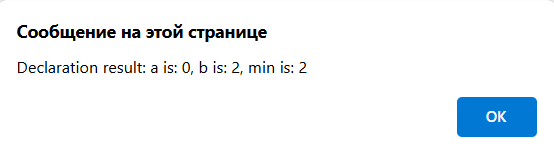 Сообщение на этой странице
Declaration result: a is: 0, b is: 2, min is: 2
OK